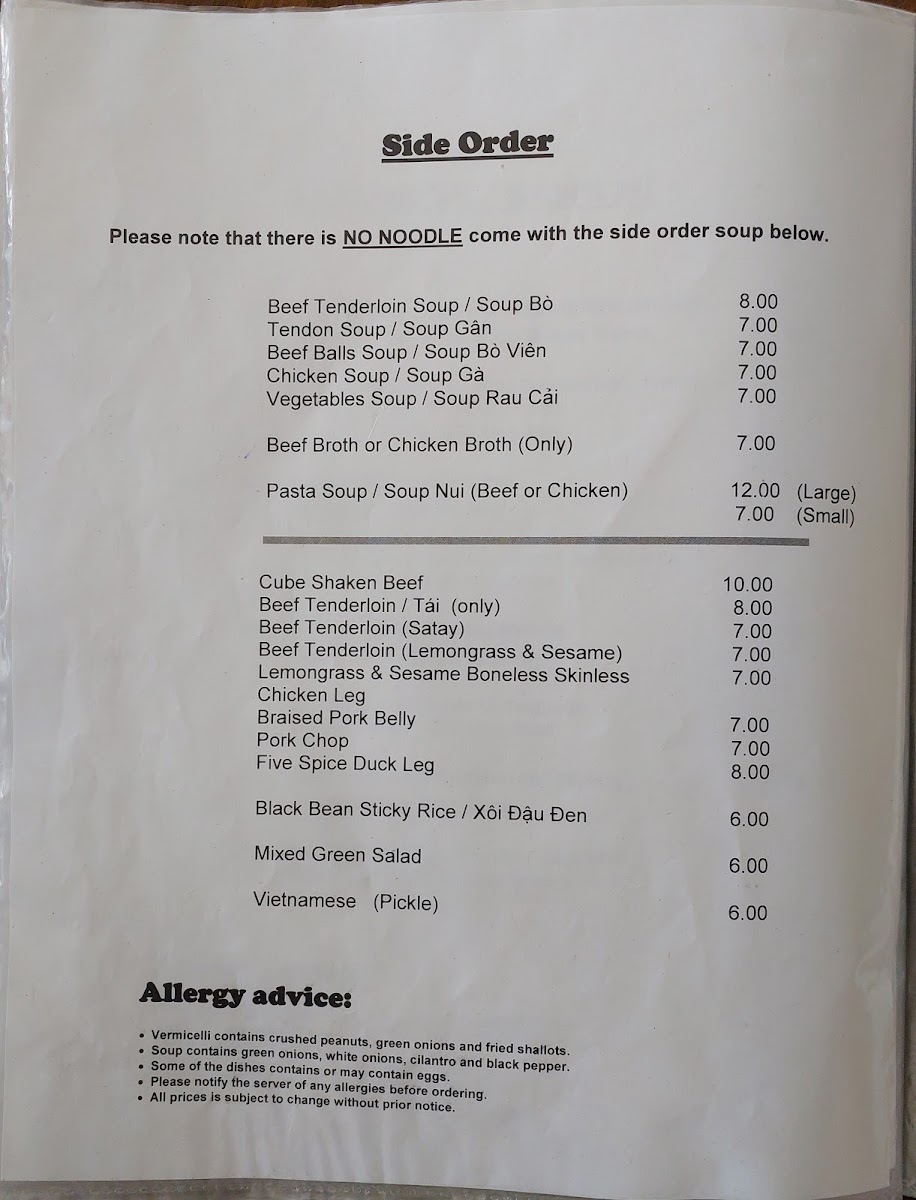 Side Order
Please note that there is NO NOODLE come with the side order soup below.
Beef Tenderloin Soup / Soup Bò 8.00
Tendon Soup / Soup Gân 7.00
Beef Balls Soup / Soup Bò Viên 7.00
Chicken Soup / Soup Gà 7.00
Vegetables Soup / Soup Rau Cải 7.00
Beef Broth or Chicken Broth (Only) 7.00
Pasta Soup / Soup Nui (Beef or Chicken) 12.00 (Large)
7.00 (Small)
Cube Shaken Beef 10.00
Beef Tenderloin / Tái (only) 8.00
Beef Tenderloin (Satay) 7.00
Beef Tenderloin (Lemongrass & Sesame) 7.00
Lemongrass & Sesame Boneless Skinless 7.00
Chicken Leg
Braised Pork Belly 7.00
Pork Chop 7.00
Five Spice Duck Leg 8.00
Black Bean Sticky Rice / Xôi Đậu Đen 6.00
Mixed Green Salad 6.00
Vietnamese (Pickle) 6.00
Allergy advice:
• Vermicelli contains crushed peanuts, green onions and fried shallots.
• Soup contains green onions, white onions, cilantro and black pepper.
• Some of the dishes contains or may contain eggs.
• Please notify the server of any allergies before ordering.
• All prices is subject to change without prior notice.